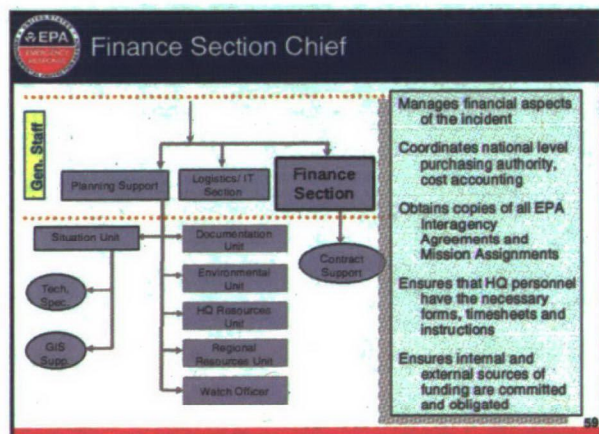 UNITED STATES
EPA
EMERGENCY
RESPONSE
Finance Section Chief
Gen. Staff
Planning Support
Logistics/ IT
Section
Finance
Section
Situation Unit
Documentation
Unit
Contract
Support
Tech.
Spec.
Environmental
Unit
HQ Resources
Unit
GIS
Supp.
Regional
Resources Unit
Watch Officer
Manages financial aspects
of the incident
Coordinates national level
purchasing authority,
cost accounting
Obtains copies of all EPA
Interagency
Agreements and
Mission Assignments
Ensures that HQ personnel
have the necessary
forms, timesheets and
instructions
Ensures internal and
external sources of
funding are committed
and obligated
59